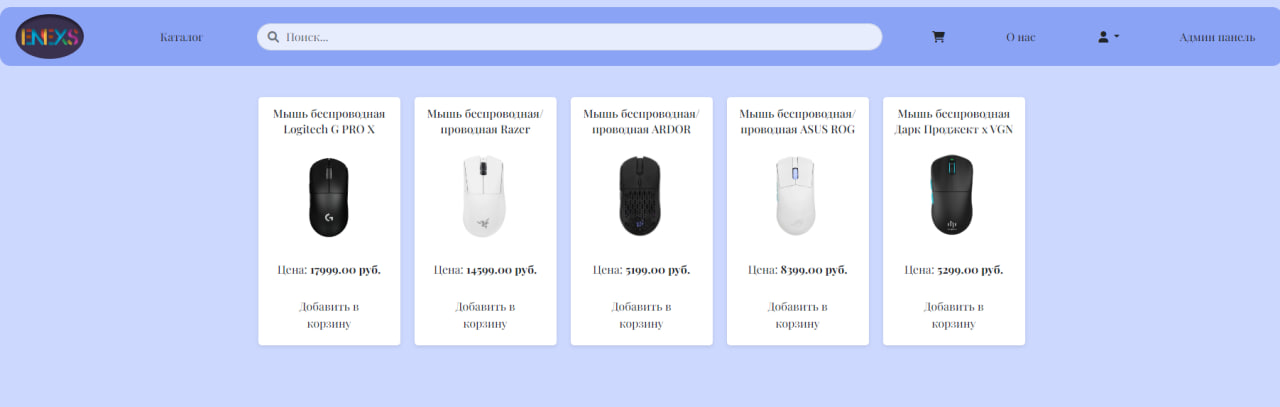 ENEXS
Каталог
Поиск...
О нас
Админ панель
Мышь беспроводная
Logitech G PRO X
Мышь беспроводная/
проводная Razer
Мышь беспроводная/
проводная ARDOR
Мышь беспроводная/
проводная ASUS ROG
Мышь беспроводная
Дарк Проджект x VGN
Цена: 17999.00 руб.
Цена: 14599.00 руб.
Цена: 5199.00 руб.
Цена: 8399.00 руб.
Цена: 5299.00 руб.
Добавить в
корзину
Добавить в
корзину
Добавить в
корзину
Добавить в
корзину
Добавить в
корзину